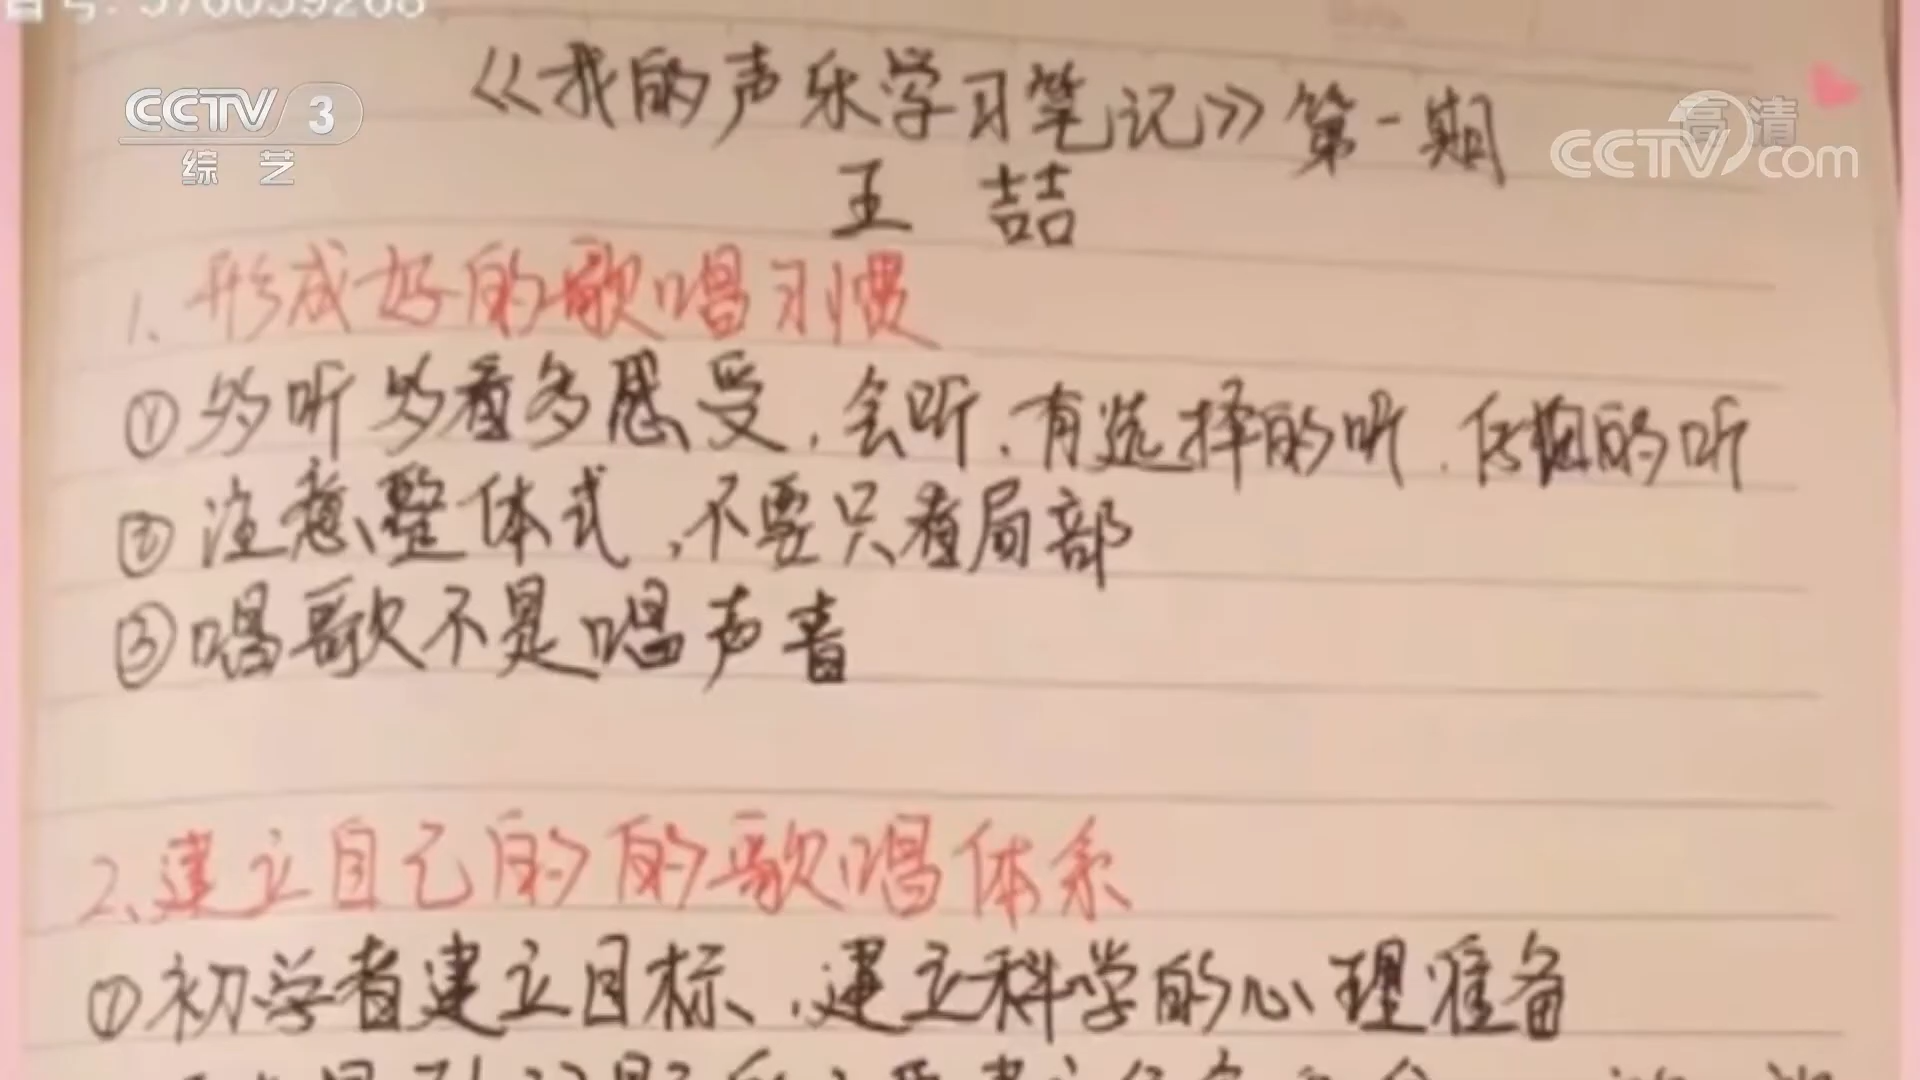 号: 576059268
《我的声乐学习笔记》第一期
CCTV 3
综艺
高清
CCTV.com
王喆
1. 形成好的歌唱习惯
① 多听多看多感受,会听,有选择的听,任拙的听
② 注意整体式,不要只看局部
③ 唱歌不是唱声音
2、建立自己的的歌唱体系
① 初学者建立目标、,建立科学的心理准备